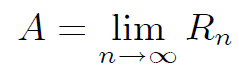 A = lim_{n→∞} R_n